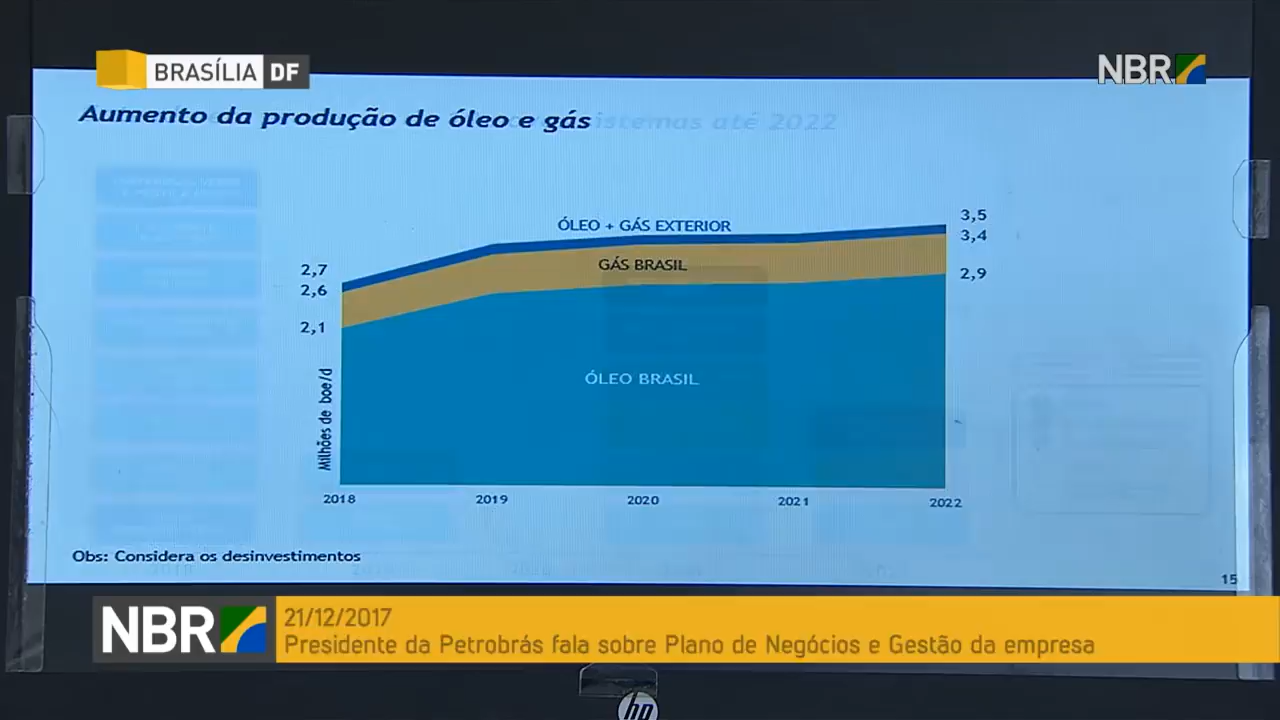 BRASÍLIA DF
NBR
Aumento da produção de óleo e gás
istemas até 2022
ÓLEO + GÁS EXTERIOR
3,5
3,4
2,9
GÁS BRASIL
2,7
2,6
2,1
ÓLEO BRASIL
Milhões de boe/d
2018 2019 2020 2021 2022
Obs: Considera os desinvestimentos
15
NBR
21/12/2017
Presidente da Petrobrás fala sobre Plano de Negócios e Gestão da empresa
hp